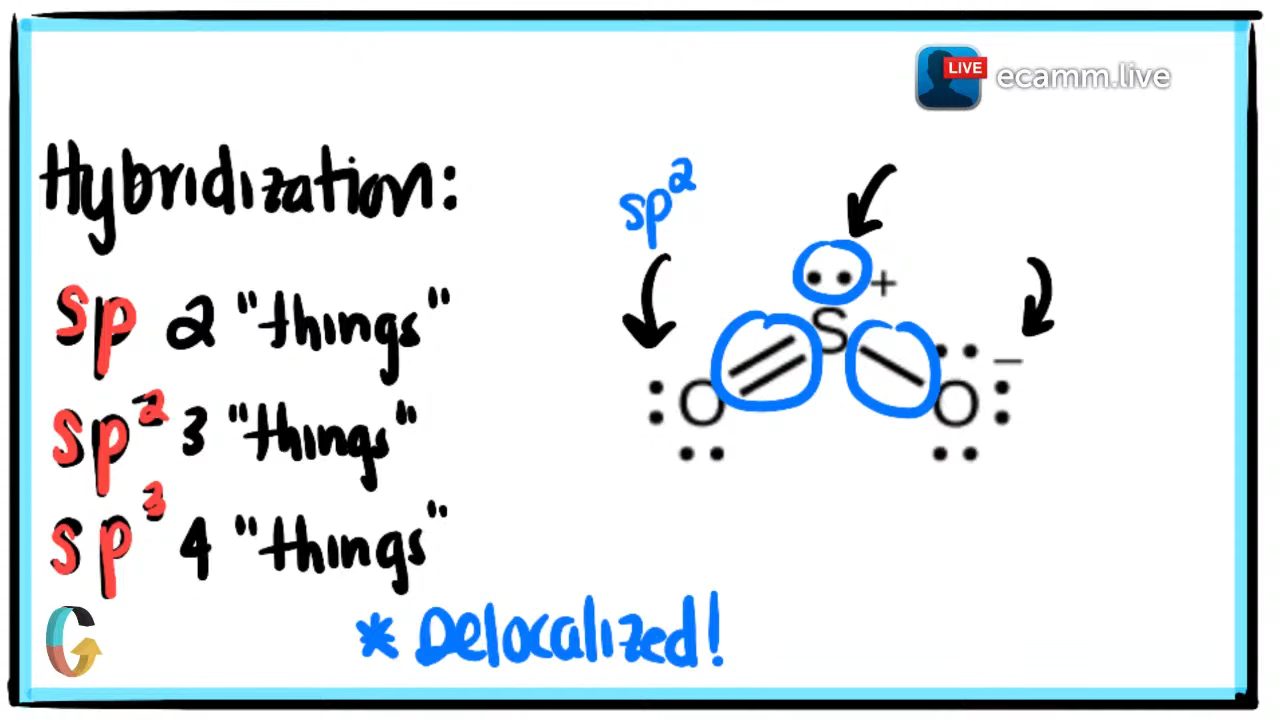 LIVE ecamm.live
Hybridization:
sp 2 "things"
sp² 3 "things"
sp³ 4 "things"
* Delocalized!
sp²
+
S
−
O O